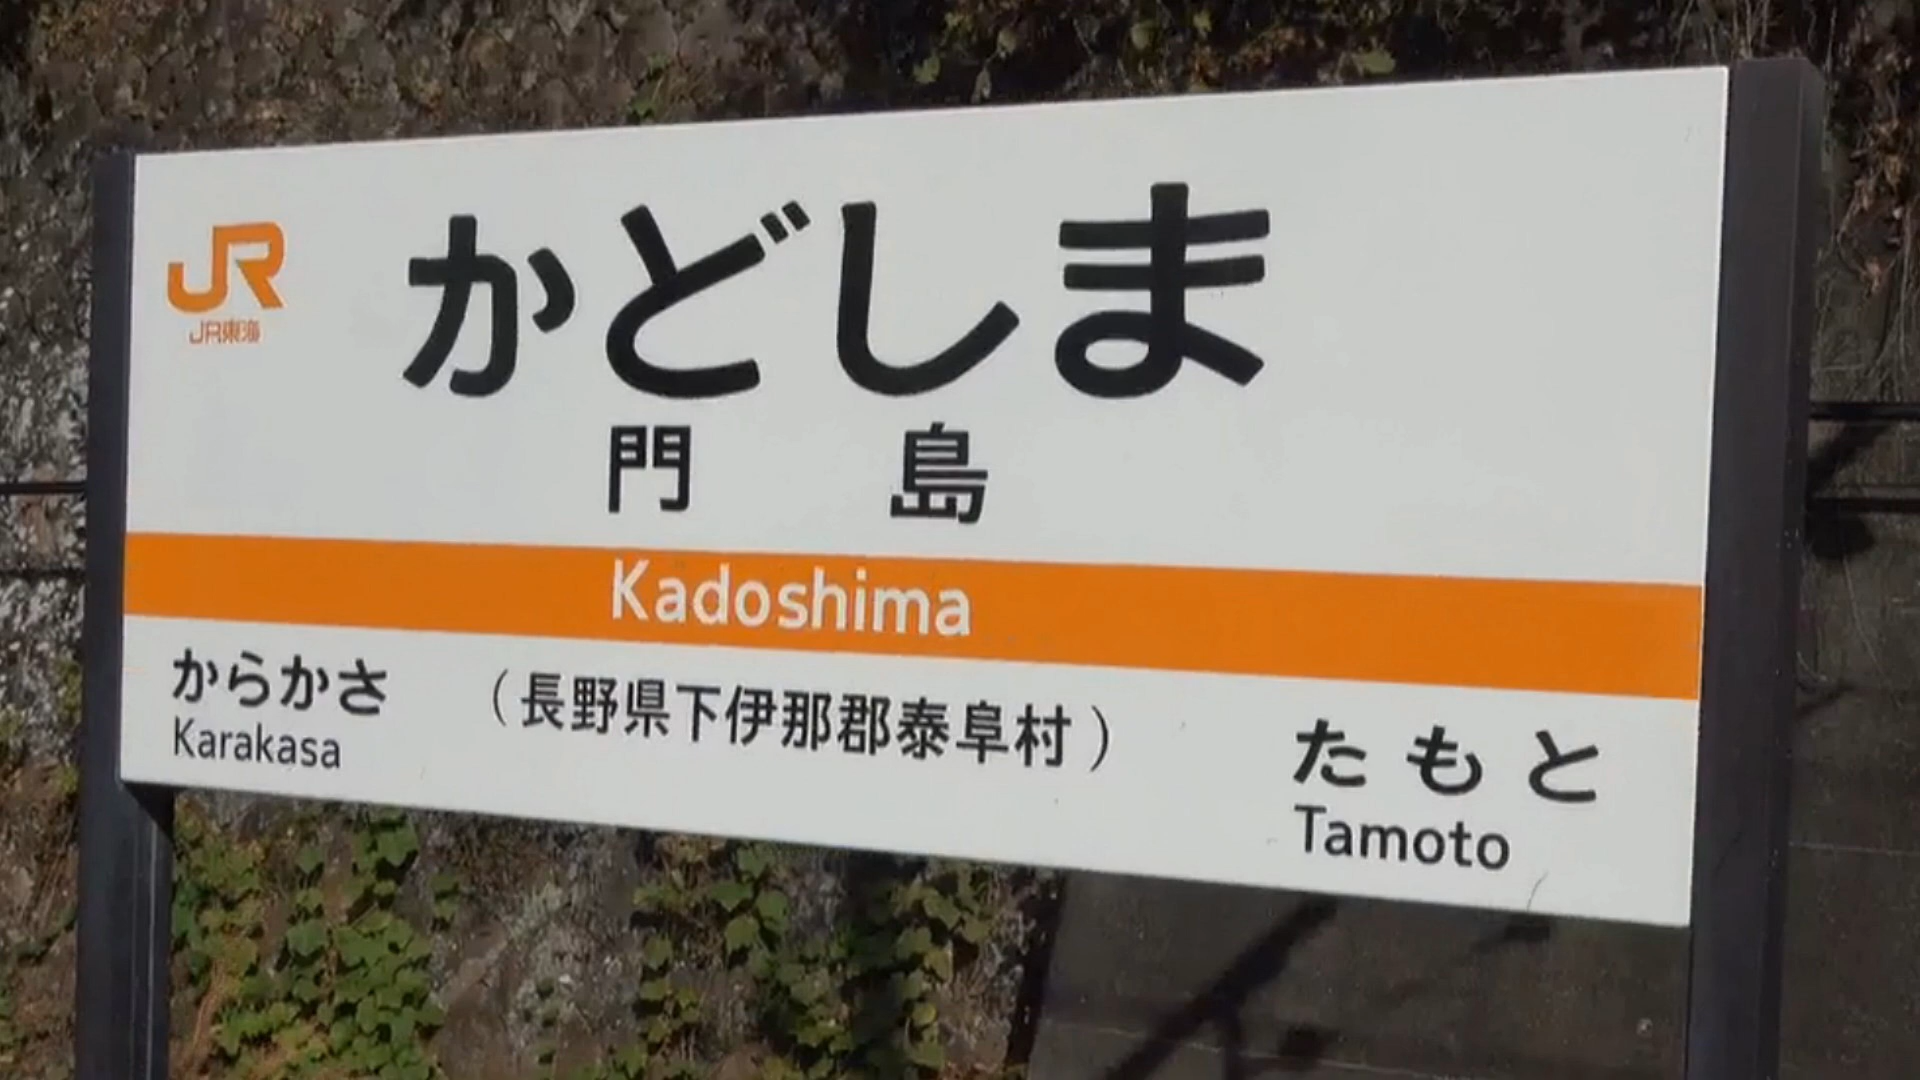 JR
JR東海
かどしま
門島
Kadoshima
からかさ
Karakasa
（長野県下伊那郡泰阜村）
たもと
Tamoto